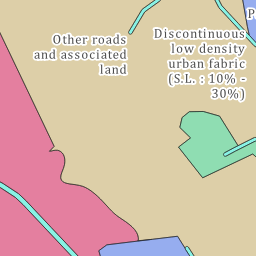 Other roads
and associated
land
Discontinuous
low density
urban fabric
(S.L. : 10% -
30%)
P